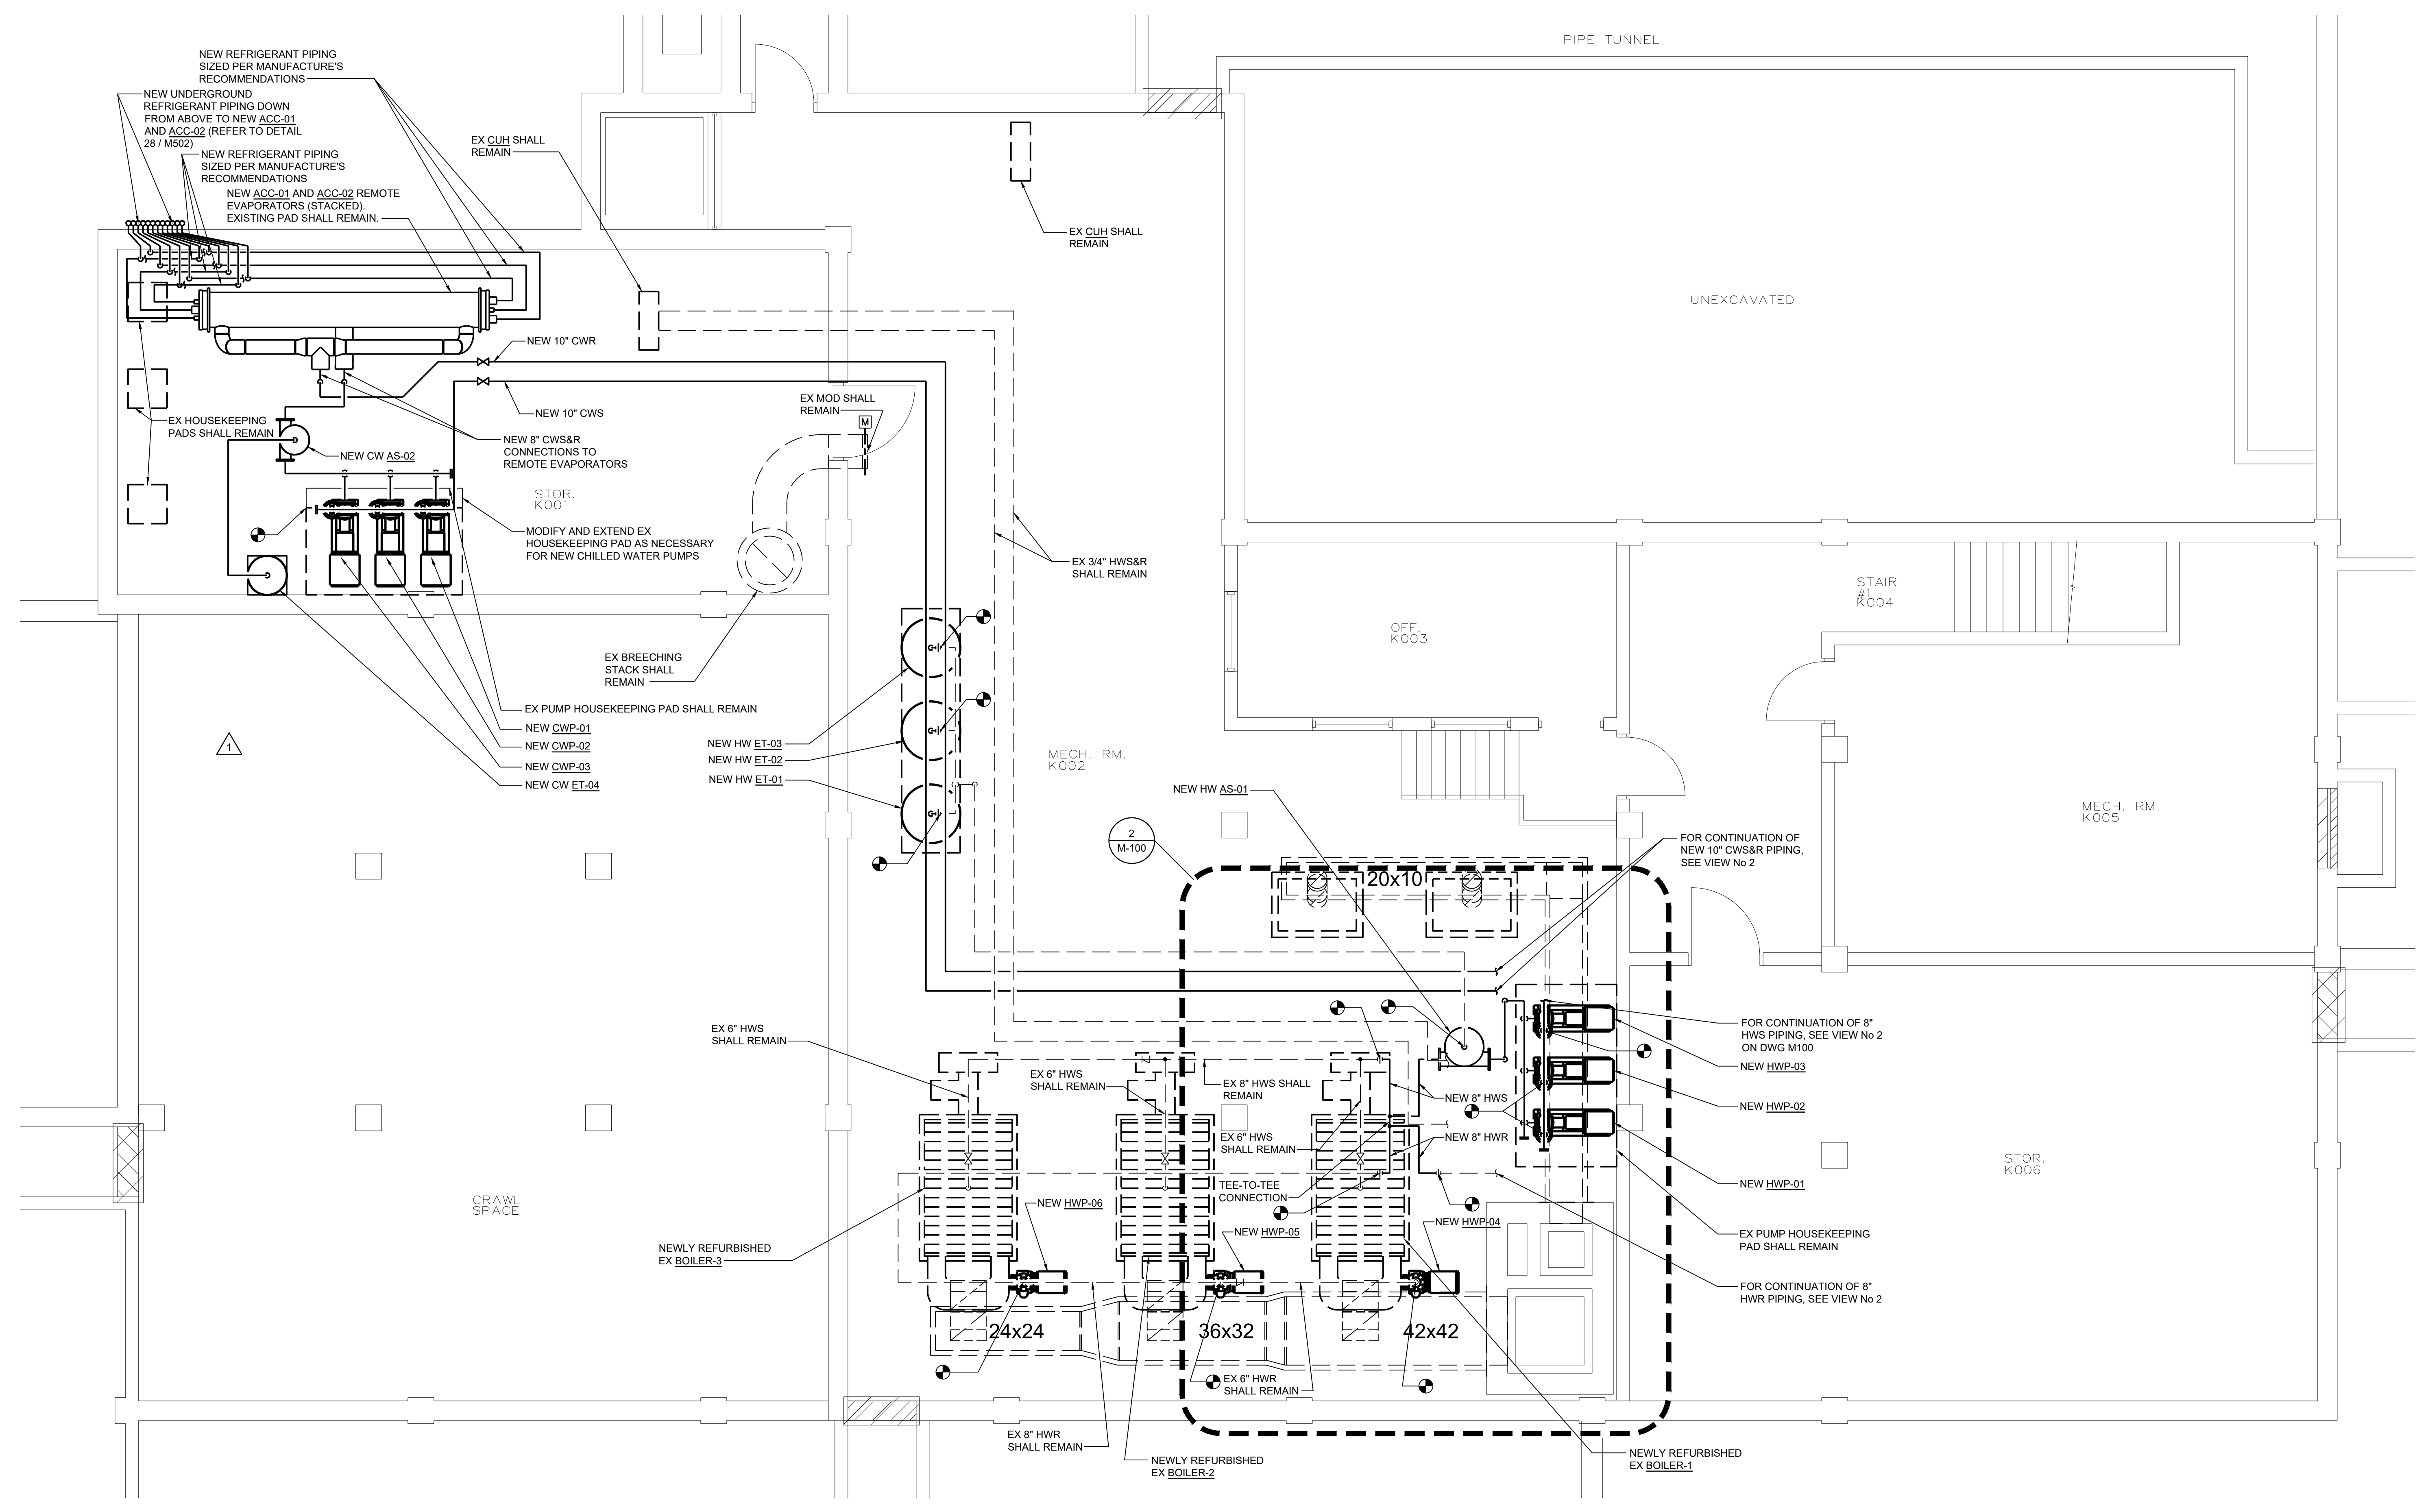 PIPE TUNNEL
NEW REFRIGERANT PIPING
SIZED PER MANUFACTURE'S
RECOMMENDATIONS
NEW UNDERGROUND
REFRIGERANT PIPING DOWN
FROM ABOVE TO NEW ACC-01
AND ACC-02 (REFER TO DETAIL
28 / M502)
NEW REFRIGERANT PIPING
SIZED PER MANUFACTURE'S
RECOMMENDATIONS
NEW ACC-01 AND ACC-02 REMOTE
EVAPORATORS (STACKED).
EXISTING PAD SHALL REMAIN.
EX CUH SHALL
REMAIN
EX CUH SHALL
REMAIN
UNEXCAVATED
NEW 10" CWR
NEW 10" CWS
EX MOD SHALL
REMAIN
M
EX HOUSEKEEPING
PADS SHALL REMAIN
NEW 8" CWS&R
CONNECTIONS TO
REMOTE EVAPORATORS
NEW CW AS-02
STOR.
K001
MODIFY AND EXTEND EX
HOUSEKEEPING PAD AS NECESSARY
FOR NEW CHILLED WATER PUMPS
EX 3/4" HWS&R
SHALL REMAIN
STAIR
#1
K004
OFF.
K003
EX BREECHING
STACK SHALL
REMAIN
EX PUMP HOUSEKEEPING PAD SHALL REMAIN
NEW CWP-01
NEW CWP-02
NEW CWP-03
NEW CW ET-04
1
NEW HW ET-03
NEW HW ET-02
NEW HW ET-01
MECH. RM.
K002
NEW HW AS-01
2
M-100
MECH. RM.
K005
FOR CONTINUATION OF
NEW 10" CWS&R PIPING,
SEE VIEW No 2
20x10
EX 6" HWS
SHALL REMAIN
EX 6" HWS
SHALL REMAIN
EX 8" HWS SHALL
REMAIN
NEW 8" HWS
EX 6" HWS
SHALL REMAIN
NEW 8" HWR
TEE-TO-TEE
CONNECTION
FOR CONTINUATION OF 8"
HWS PIPING, SEE VIEW No 2
ON DWG M100
NEW HWP-03
NEW HWP-02
NEW HWP-01
STOR.
K006
CRAWL
SPACE
NEW HWP-06
NEW HWP-05
NEW HWP-04
NEWLY REFURBISHED
EX BOILER-3
EX PUMP HOUSEKEEPING
PAD SHALL REMAIN
FOR CONTINUATION OF 8"
HWR PIPING, SEE VIEW No 2
24x24
36x32
42x42
EX 6" HWR
SHALL REMAIN
EX 8" HWR
SHALL REMAIN
NEWLY REFURBISHED
EX BOILER-2
NEWLY REFURBISHED
EX BOILER-1